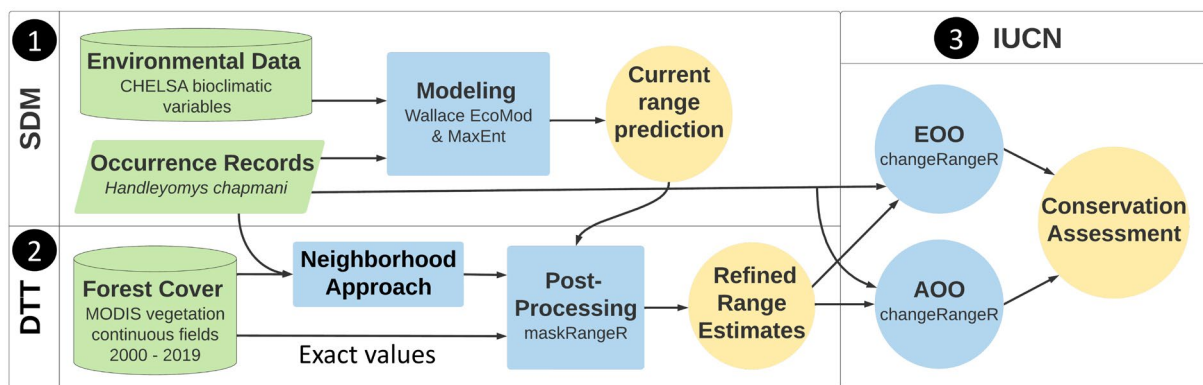 1
SDM
Environmental Data
CHELSA bioclimatic
variables
Occurrence Records
Handleyomys chapmani
Modeling
Wallace EcoMod
& MaxEnt
Current
range
prediction
2
DTT
Forest Cover
MODIS vegetation
continuous fields
2000 - 2019
Neighborhood
Approach
Exact values
Post-
Processing
maskRangeR
Refined
Range
Estimates
3 IUCN
EOO
changeRangeR
AOO
changeRangeR
Conservation
Assessment